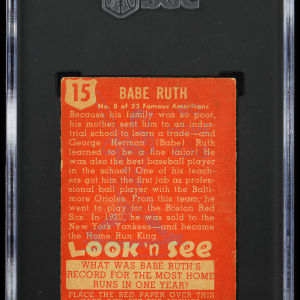 SGC
15
BABE RUTH
No. 8 of 22 Famous Americans
Because his family was so poor,
his mother sent him to an indus-
trial school to learn a trade—and
George Herman (Babe) Ruth
learned to be a fine tailor! He
was also the best baseball player
in the school! One of his teach-
ers got him the first job as profes-
sional ball player with the Balti-
more Orioles. From this team, he
went to play for the Boston Red
Sox. In 1920, he was sold to the
New York Yankees—and became
the Home Run King.
LOOK 'n SEE
WHAT WAS BABE RUTH'S
RECORD FOR THE MOST HOME
RUNS IN ONE YEAR?
PLACE THE RED PAPER OVER THIS